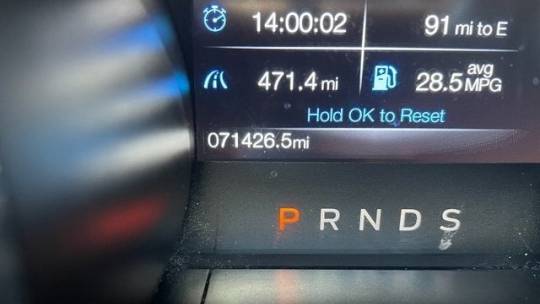 14:00:02 91 mi to E
471.4 mi 28.5 avg MPG
Hold OK to Reset
071426.5mi
P R N D S